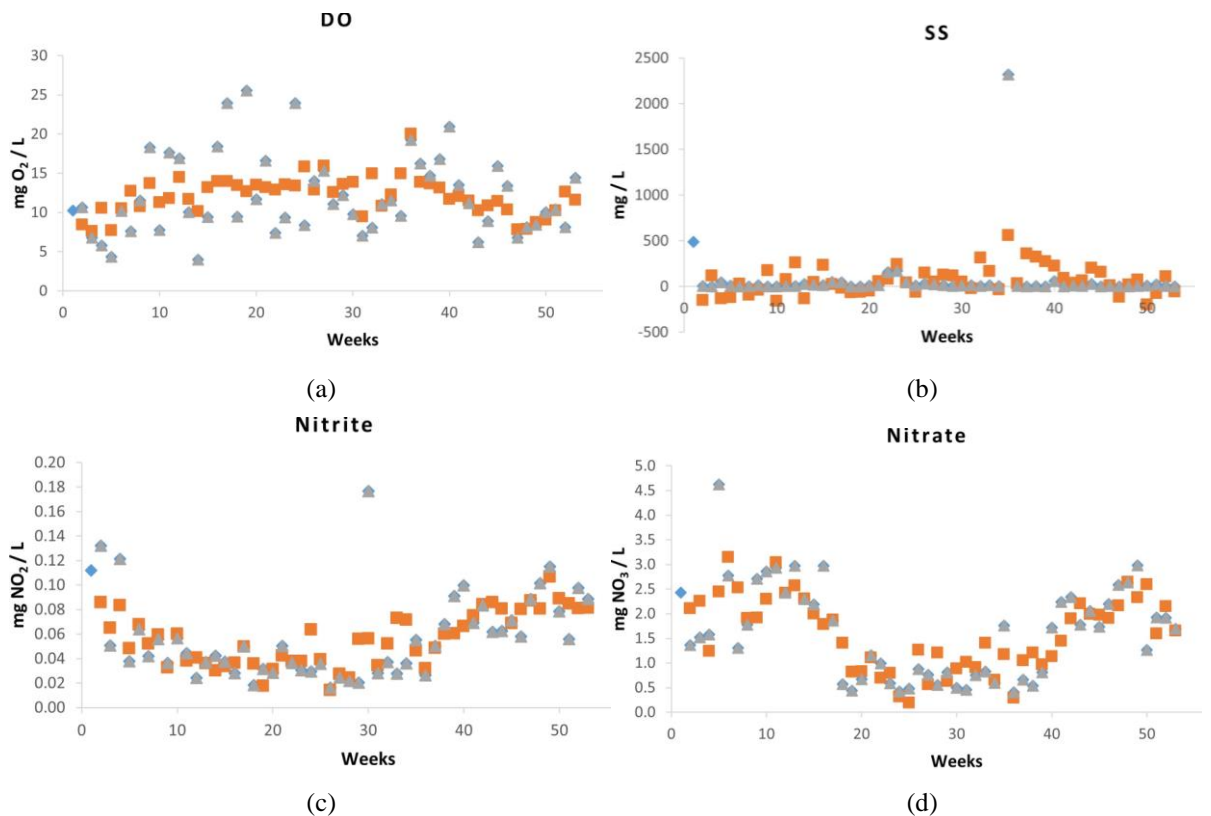 DO
30
25
20
15
10
5
0
mg O₂ / L
0 10 20 30 40 50
Weeks
(a)
SS
2500
2000
1500
1000
500
0
-500
mg / L
0 10 20 30 40 50
Weeks
(b)
Nitrite
0.20
0.18
0.16
0.14
0.12
0.10
0.08
0.06
0.04
0.02
0.00
mg NO₂ / L
0 10 20 30 40 50
Weeks
(c)
Nitrate
5.0
4.5
4.0
3.5
3.0
2.5
2.0
1.5
1.0
0.5
0.0
mg NO₃ / L
0 10 20 30 40 50
Weeks
(d)